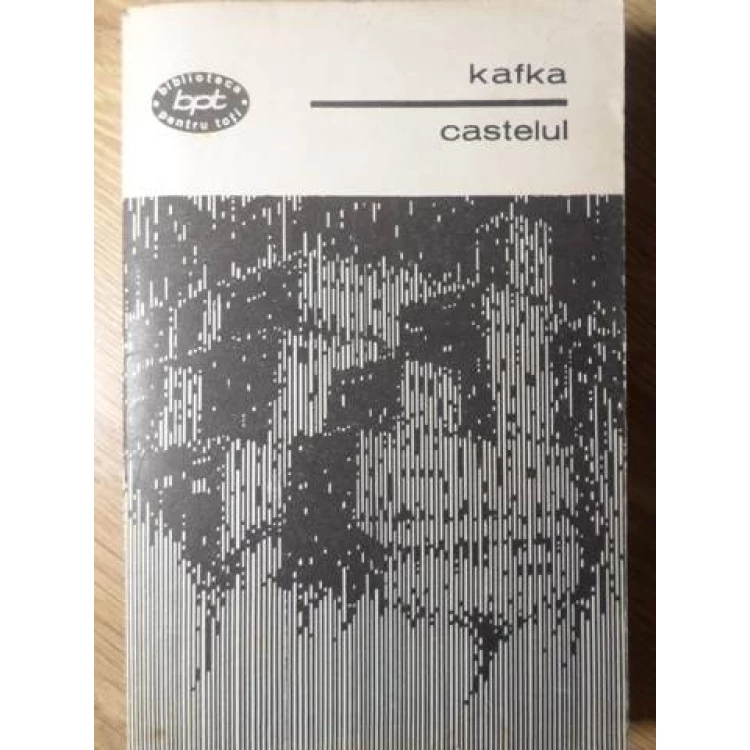 biblioteca
bpt
pentru toți
kafka
castelul